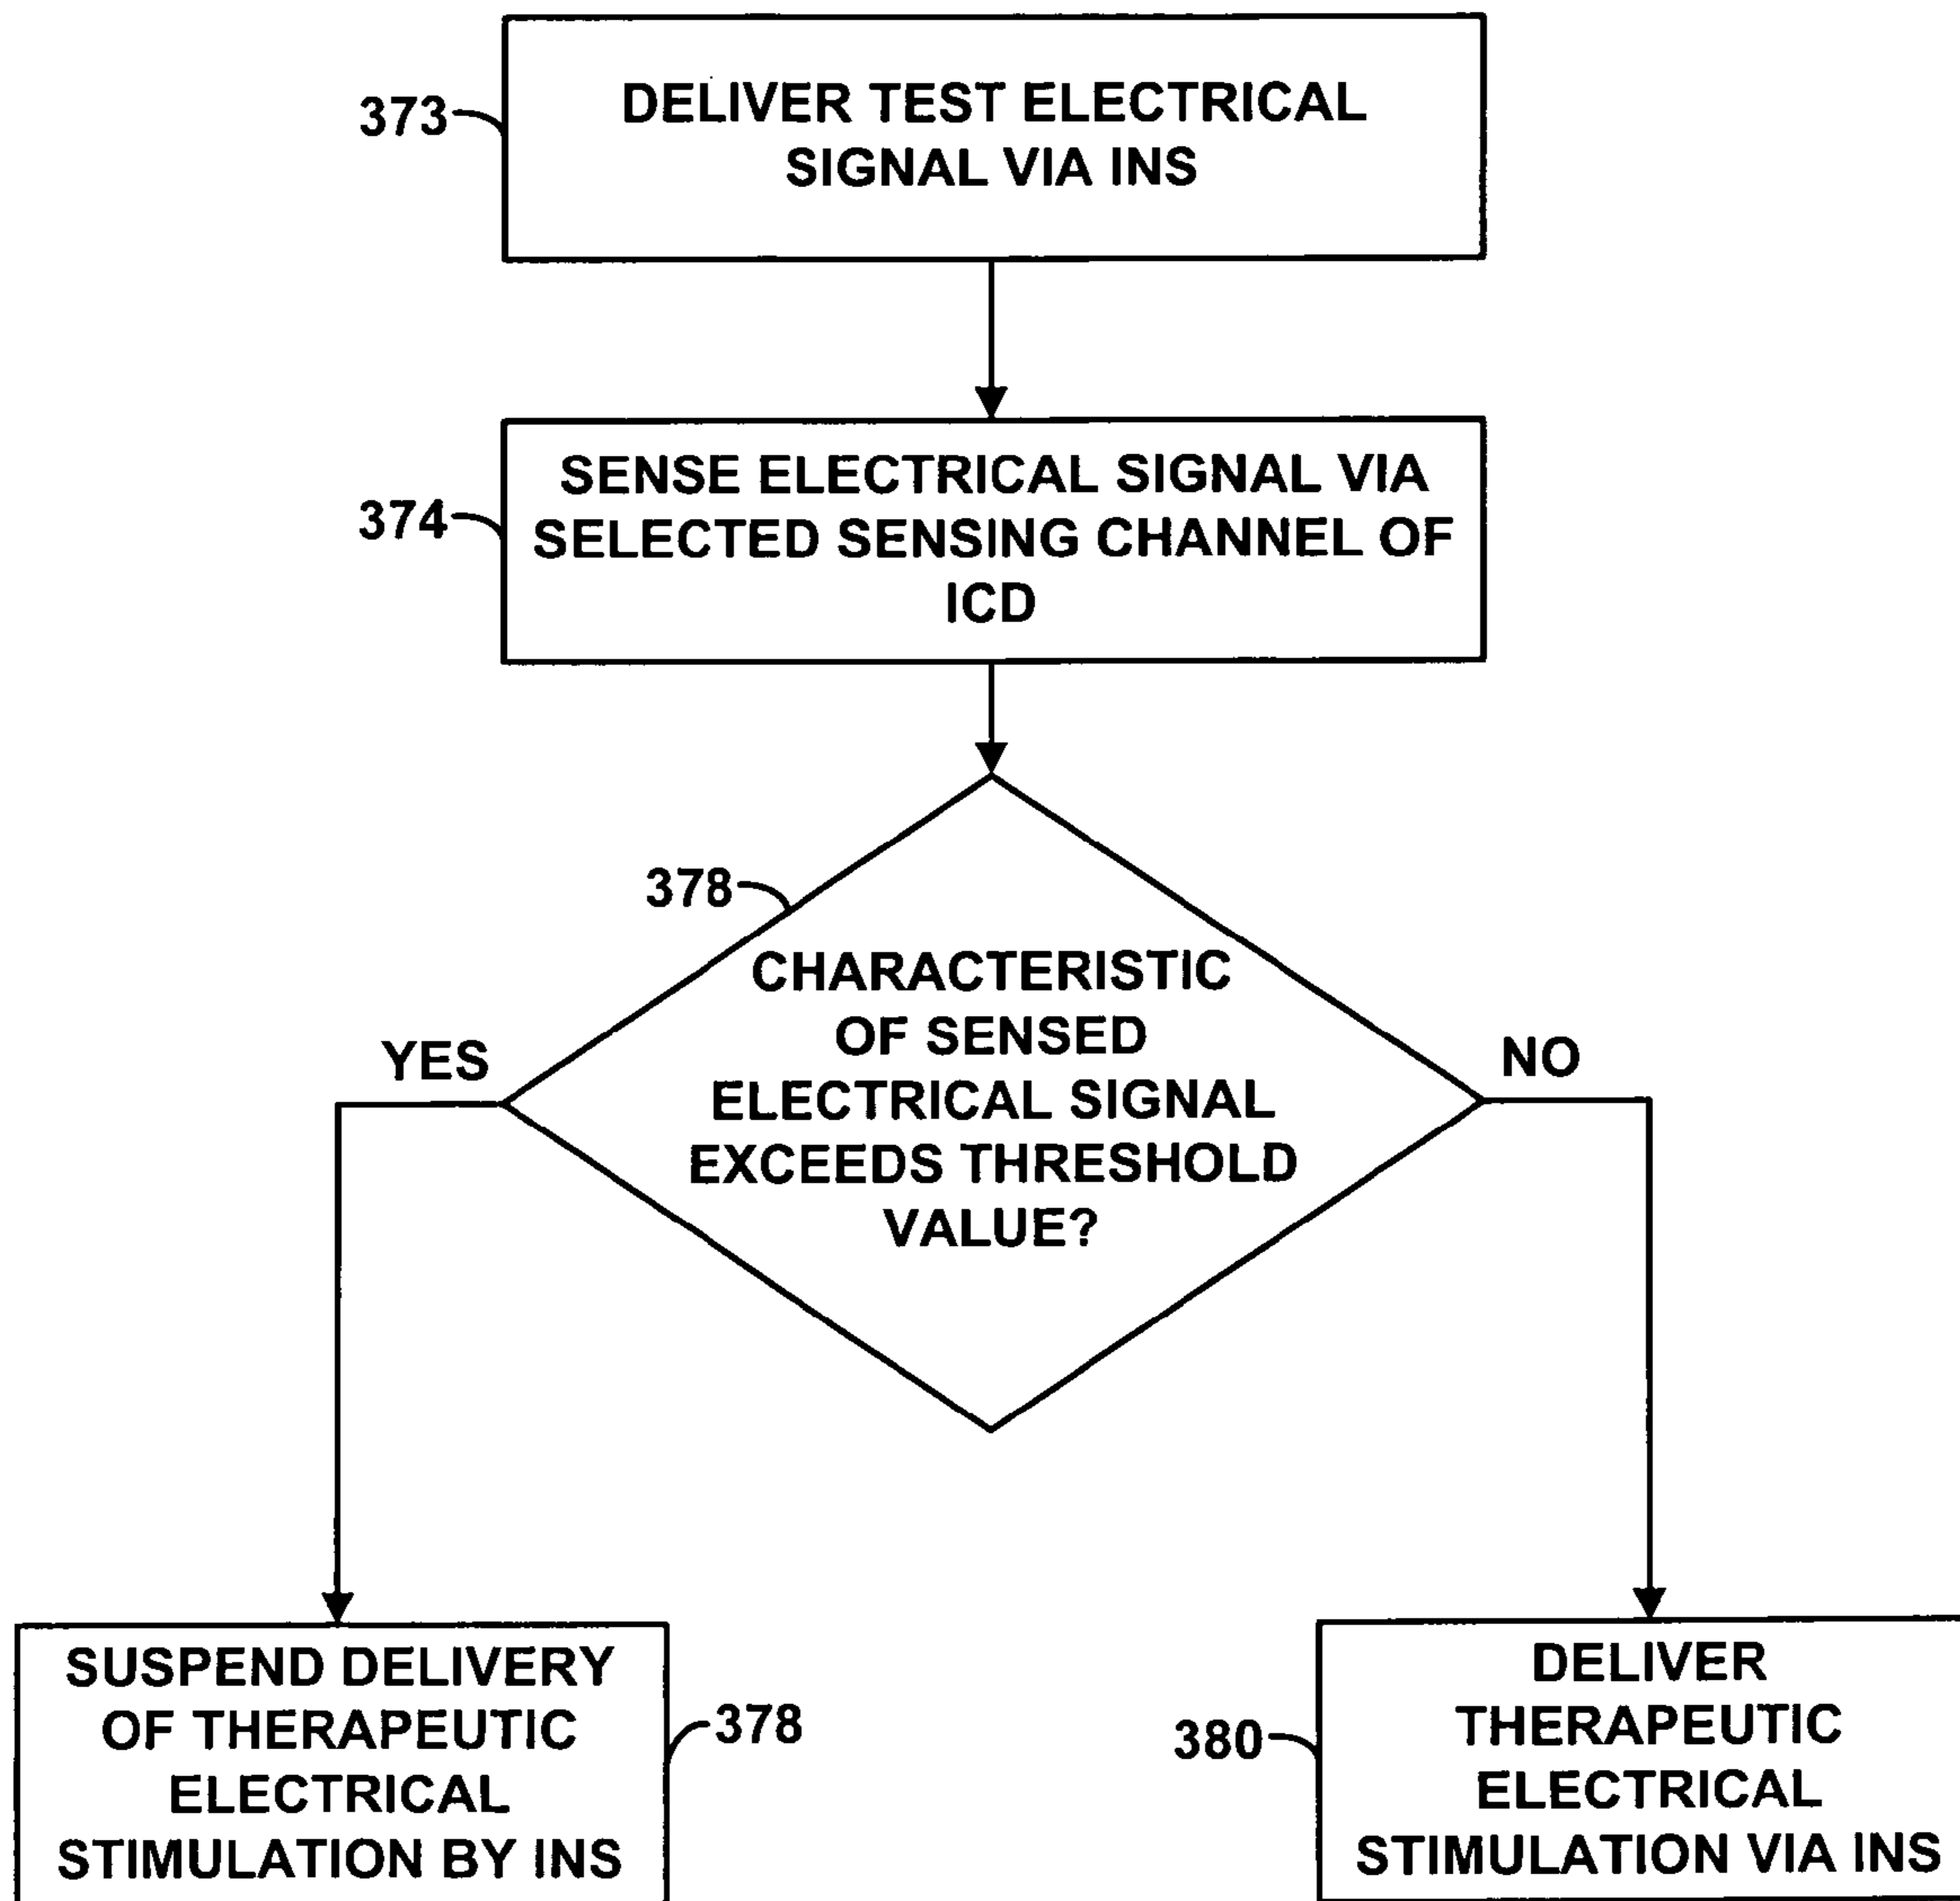 373
DELIVER TEST ELECTRICAL
SIGNAL VIA INS
374
SENSE ELECTRICAL SIGNAL VIA
SELECTED SENSING CHANNEL OF
ICD
378
CHARACTERISTIC
OF SENSED
ELECTRICAL SIGNAL
EXCEEDS THRESHOLD
VALUE?
YES
NO
SUSPEND DELIVERY
OF THERAPEUTIC
ELECTRICAL
STIMULATION BY INS
378
380
DELIVER
THERAPEUTIC
ELECTRICAL
STIMULATION VIA INS